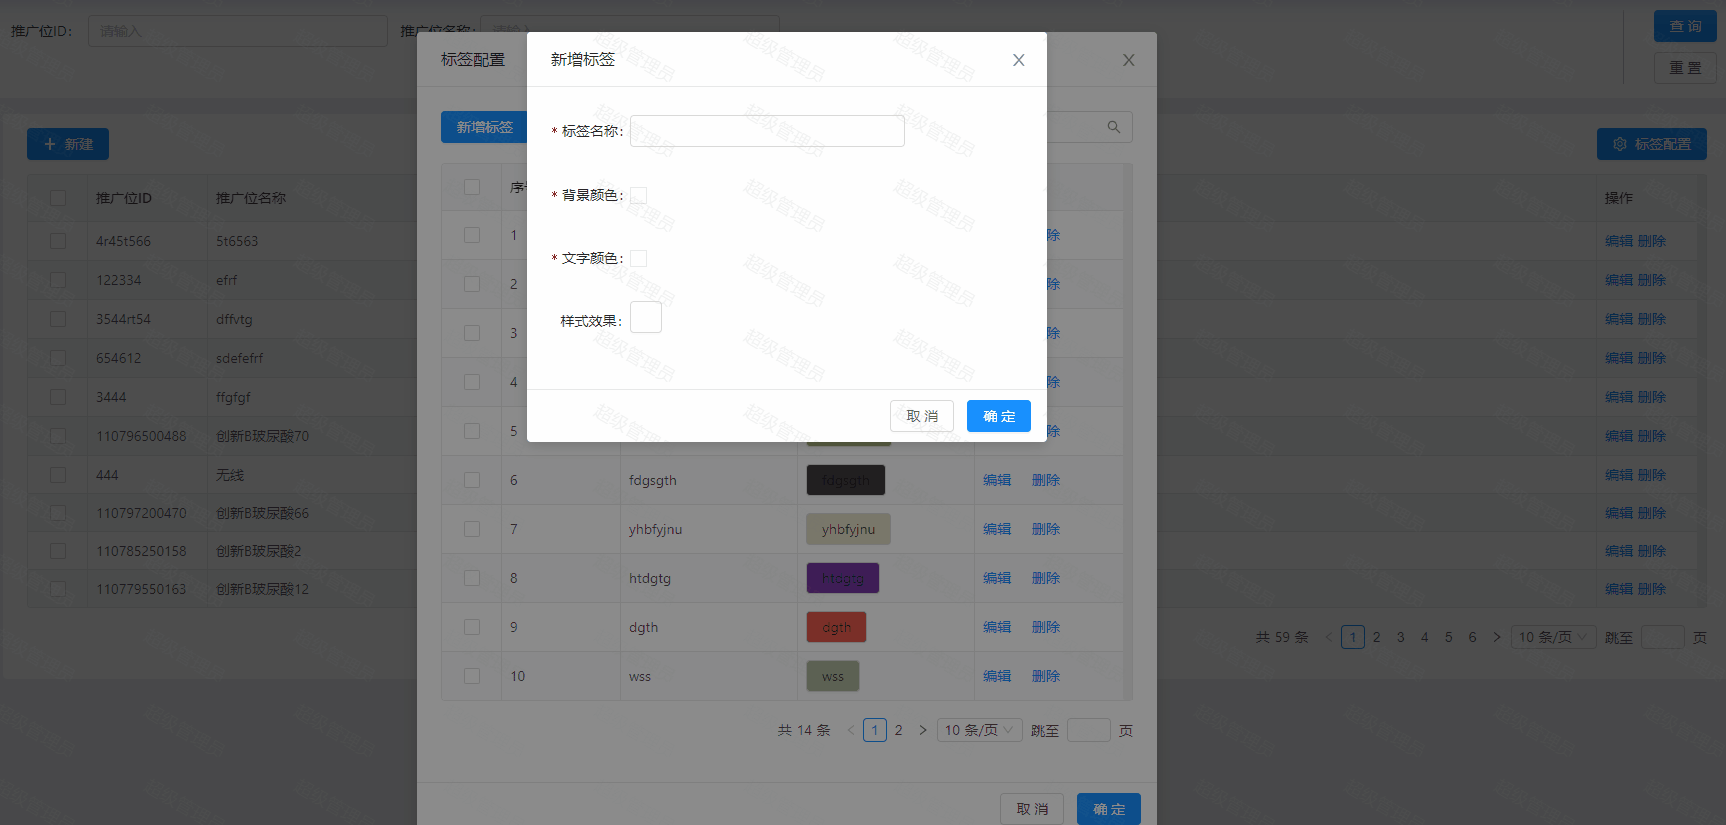 推广位ID: 请输入 推广位名称: 请输入 查 询
重 置
标签配置
新增标签
新增标签
* 标签名称:
* 背景颜色:
* 文字颜色:
样式效果:
取 消 确 定
+ 新建 标签配置
推广位ID 推广位名称 操作
4r45t566 5t6563 编辑 删除
122334 efrf 编辑 删除
3544rt54 dffvtg 编辑 删除
654612 sdefefrf 编辑 删除
3444 ffgfgf 编辑 删除
110796500488 创新B玻尿酸70 编辑 删除
444 无线 编辑 删除
110797200470 创新B玻尿酸66 编辑 删除
110785250158 创新B玻尿酸2 编辑 删除
110779550163 创新B玻尿酸12 编辑 删除
共 59 条 1 2 3 4 5 6 10 条/页 跳至 页
1 除
2 除
3 除
4 除
5 除
6 fdgsgth fdgsgth 编辑 删除
7 yhbfyjnu yhbfyjnu 编辑 删除
8 htdgtg htdgtg 编辑 删除
9 dgth dgth 编辑 删除
10 wss wss 编辑 删除
共 14 条 1 2 10 条/页 跳至 页
取 消 确 定
超级管理员